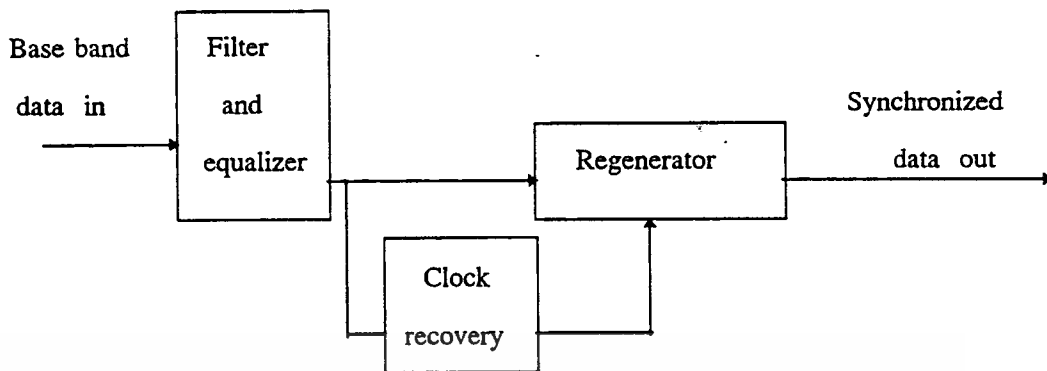 Base band
data in
Filter
and
equalizer
Regenerator
Synchronized
data out
Clock
recovery